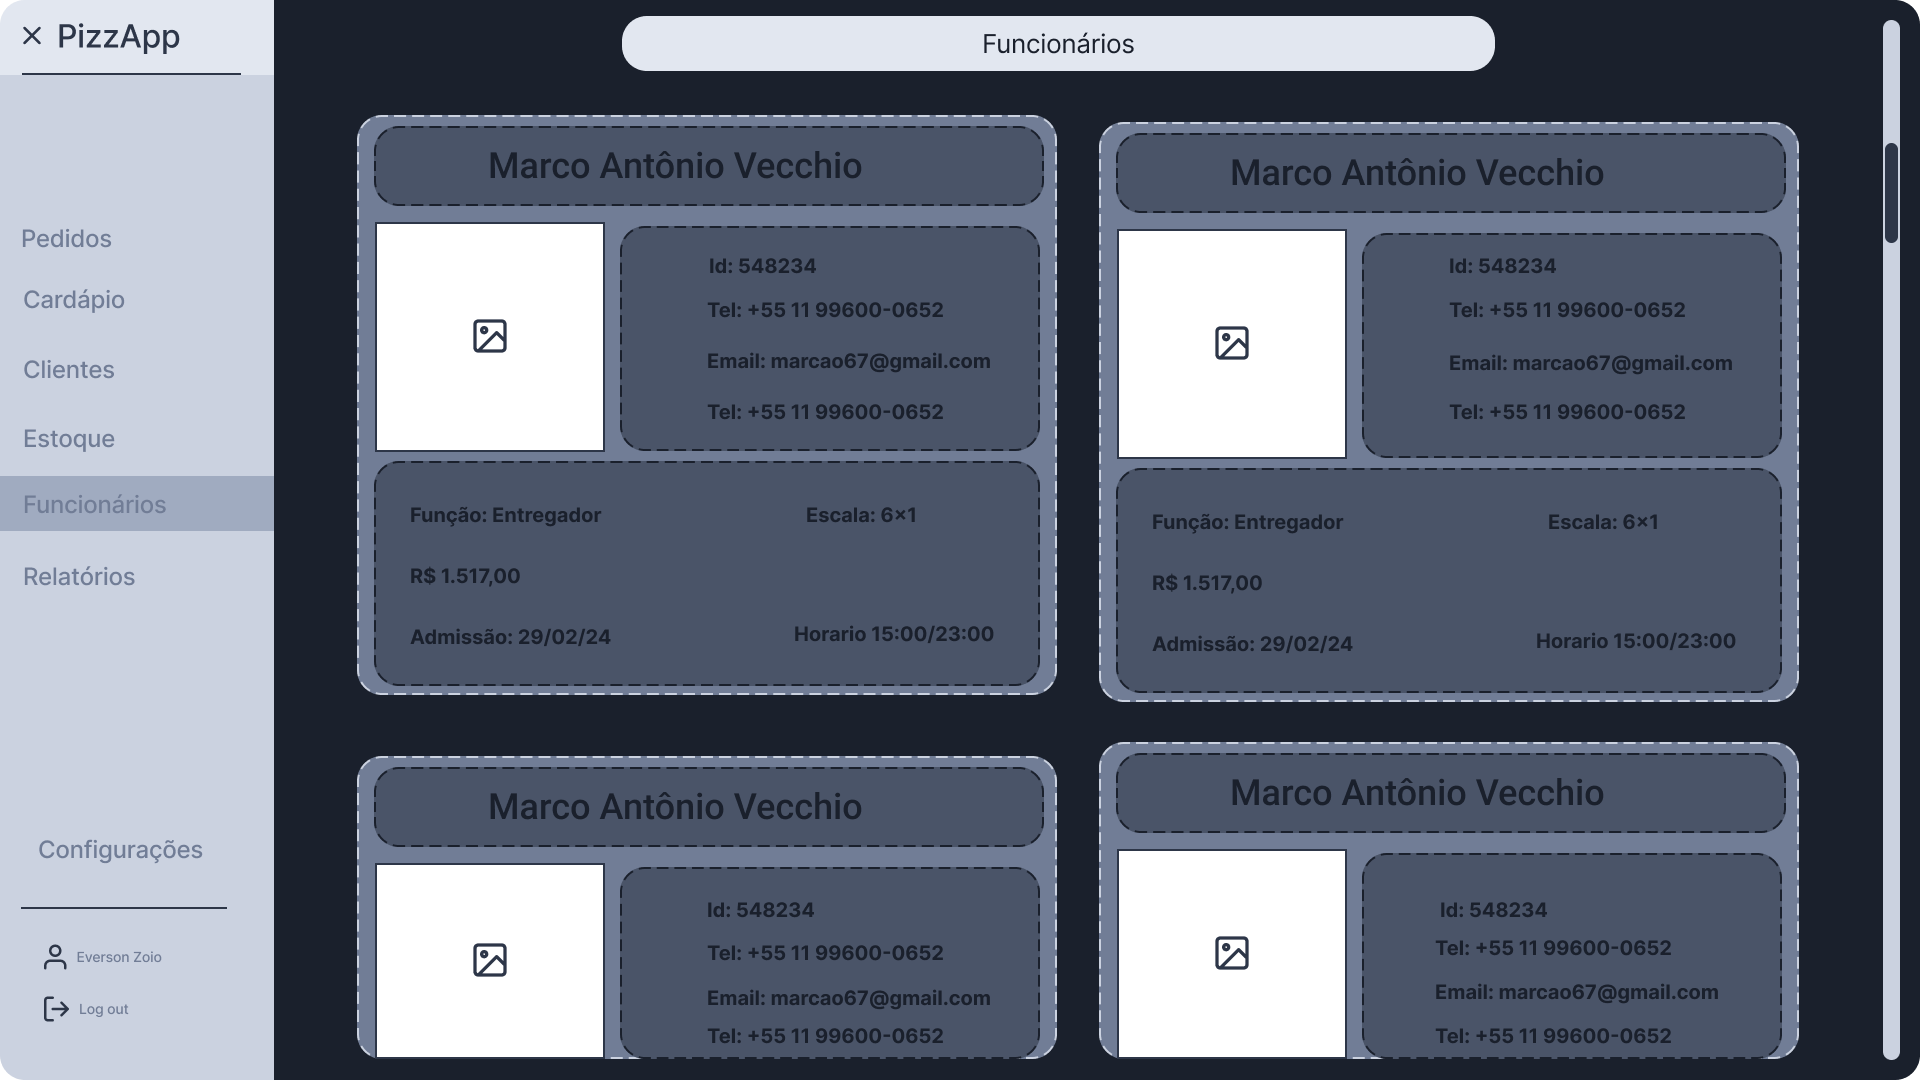 PizzApp
Pedidos
Cardápio
Clientes
Estoque
Funcionários
Relatórios
Configurações
Everson Zoio
Log out
Funcionários
Marco Antônio Vecchio
Id: 548234
Tel: +55 11 99600-0652
Email: marcao67@gmail.com
Tel: +55 11 99600-0652
Função: Entregador
Escala: 6×1
R$ 1.517,00
Admissão: 29/02/24
Horario 15:00/23:00
Marco Antônio Vecchio
Id: 548234
Tel: +55 11 99600-0652
Email: marcao67@gmail.com
Tel: +55 11 99600-0652
Função: Entregador
Escala: 6×1
R$ 1.517,00
Admissão: 29/02/24
Horario 15:00/23:00
Marco Antônio Vecchio
Id: 548234
Tel: +55 11 99600-0652
Email: marcao67@gmail.com
Tel: +55 11 99600-0652
Marco Antônio Vecchio
Id: 548234
Tel: +55 11 99600-0652
Email: marcao67@gmail.com
Tel: +55 11 99600-0652